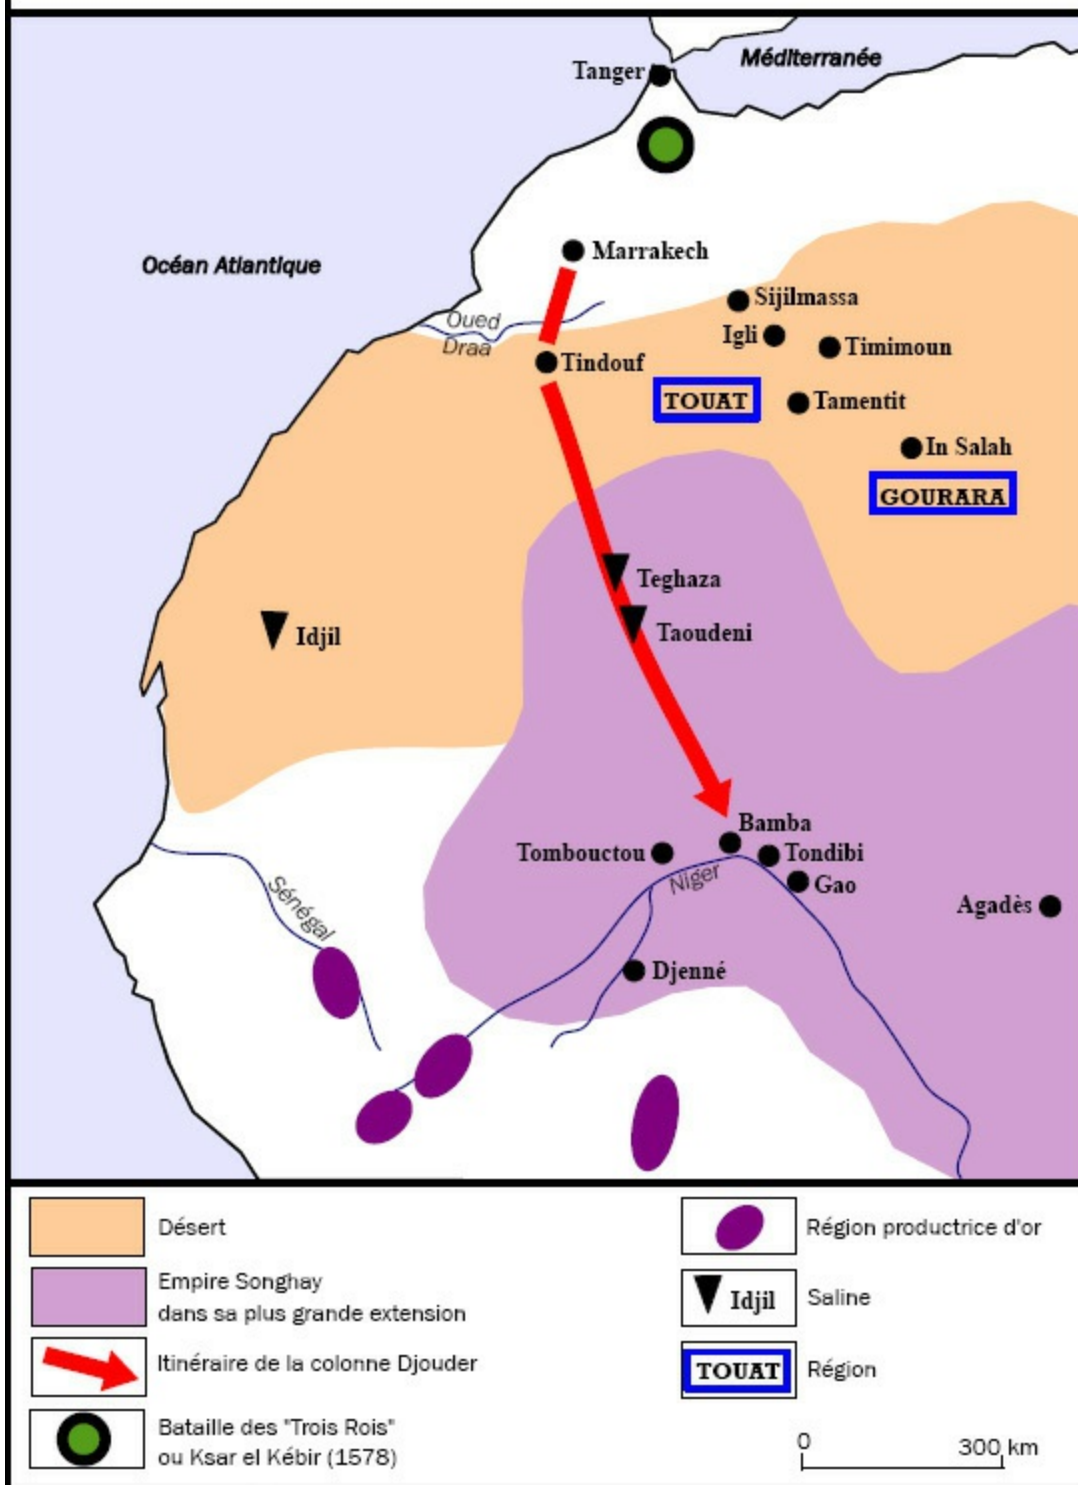 Méditerranée
Tanger
Marrakech
Océan Atlantique
Sijilmassa
Oued
Draa
Igli
Timimoun
Tindouf
TOUAT
Tamentit
In Salah
GOURARA
Teghaza
Taoudeni
Idjil
Bamba
Tombouctou
Tondibi
Niger
Gao
Sénégal
Agadès
Djenné
Désert
Empire Songhay
dans sa plus grande extension
Itinéraire de la colonne Djouder
Bataille des "Trois Rois"
ou Ksar el Kébir (1578)
Région productrice d'or
Idjil
Saline
TOUAT
Région
0
300 km